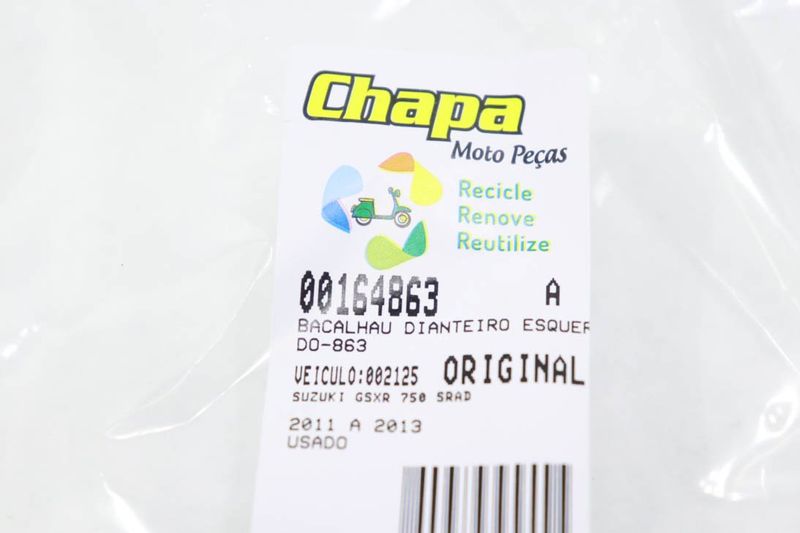 Chapa
Moto Peças
Recicle
Renove
Reutilize
00164863 A
BACALHAU DIANTEIRO ESQUER
DO-863
VEICULO:002125 ORIGINAL
SUZUKI GSXR 750 SRAD
2011 A 2013
USADO